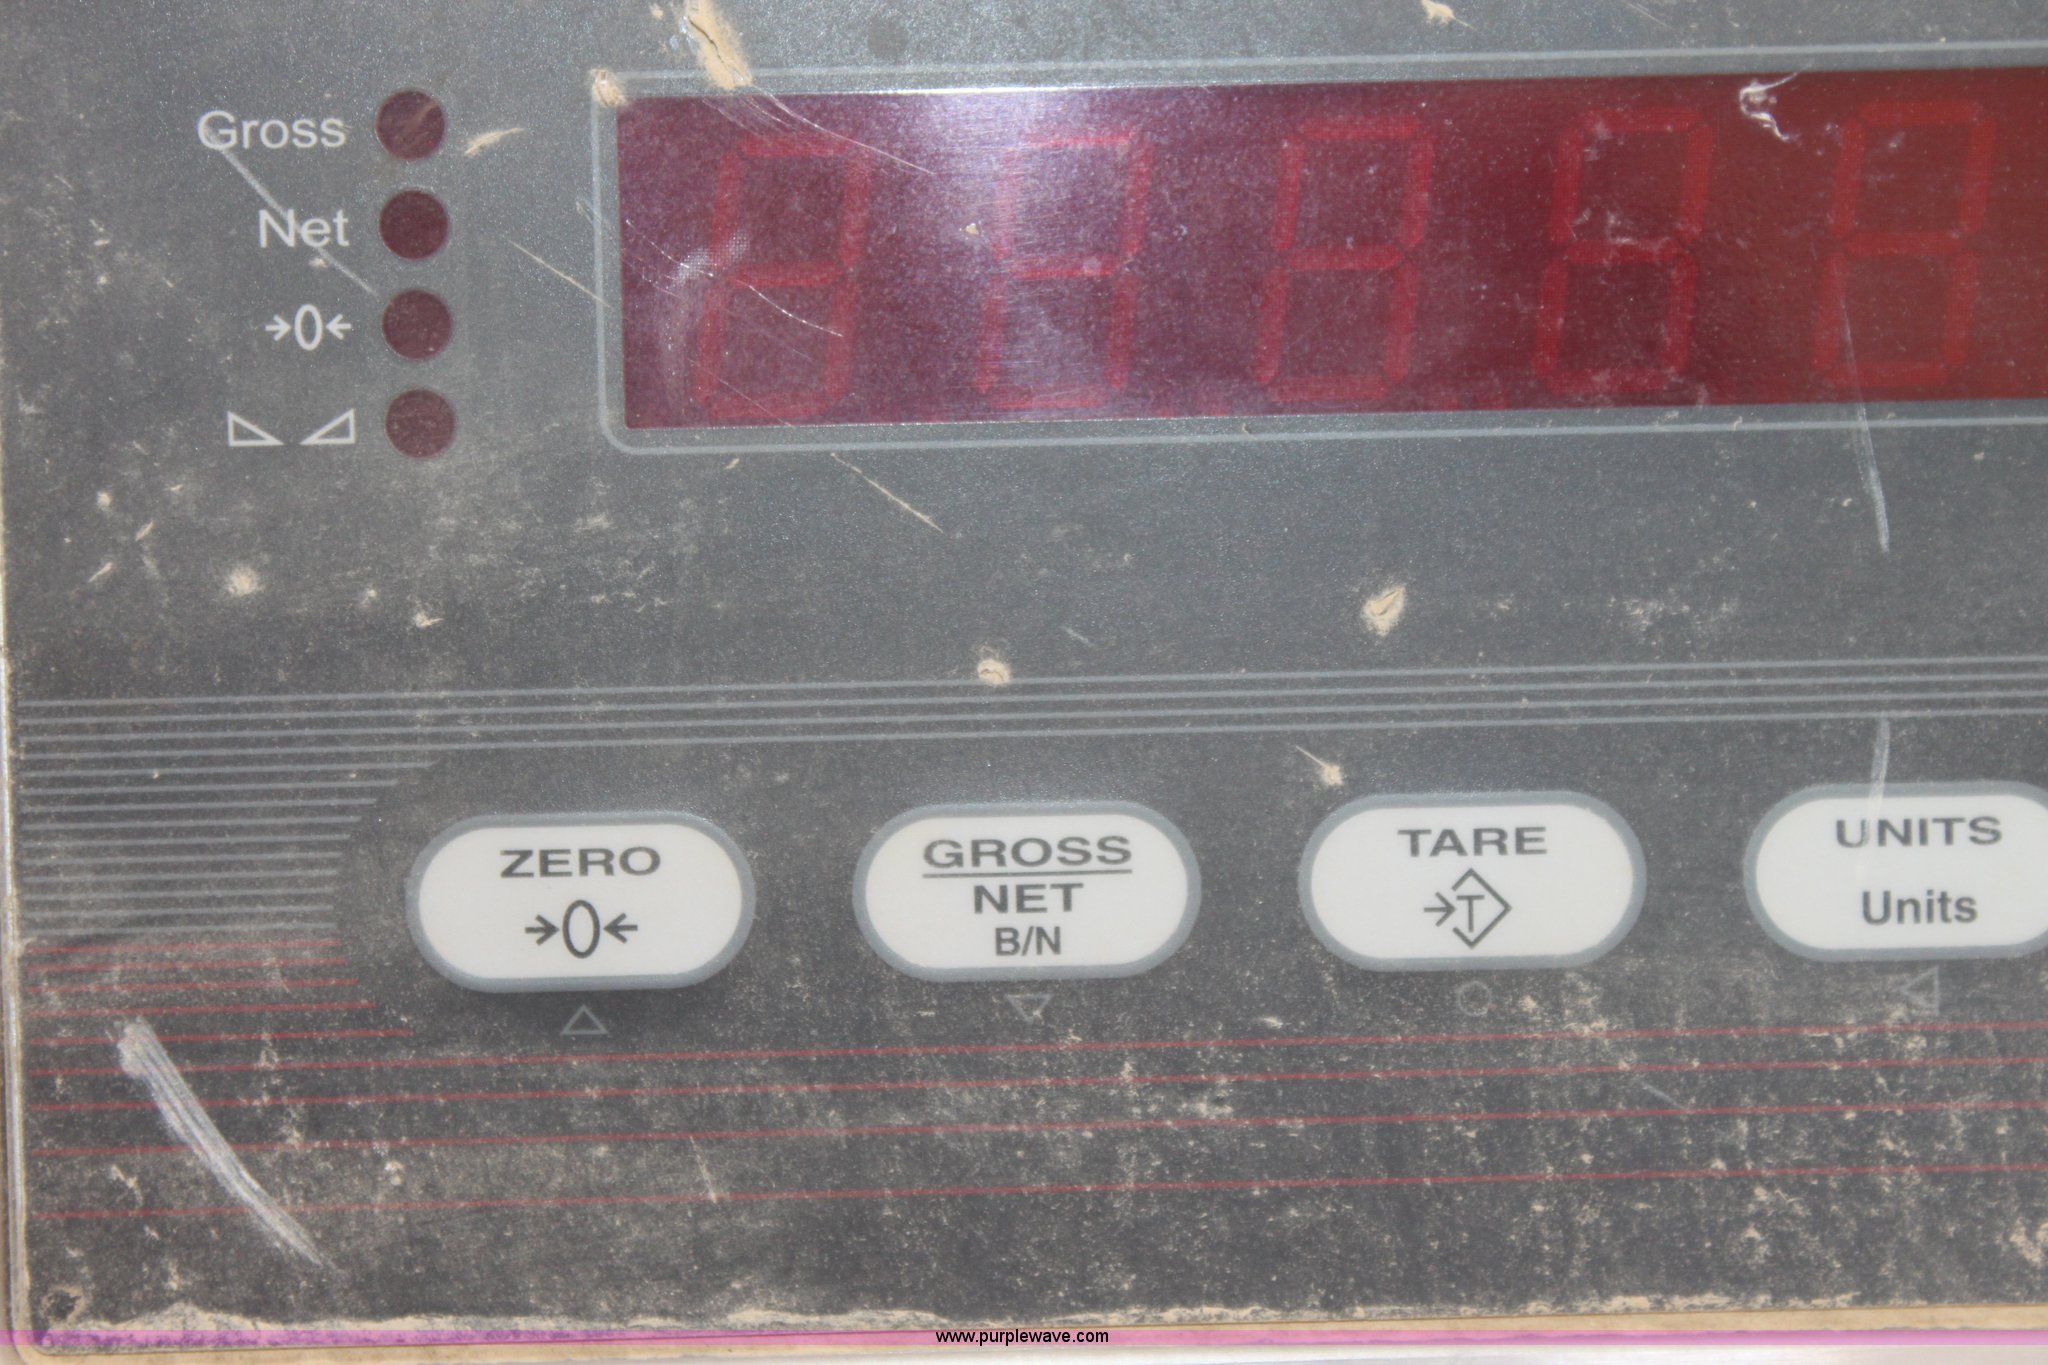 Gross
Net
→0←
ZERO
→0←
GROSS
NET
B/N
TARE
→T
UNITS
Units
www.purplewave.com